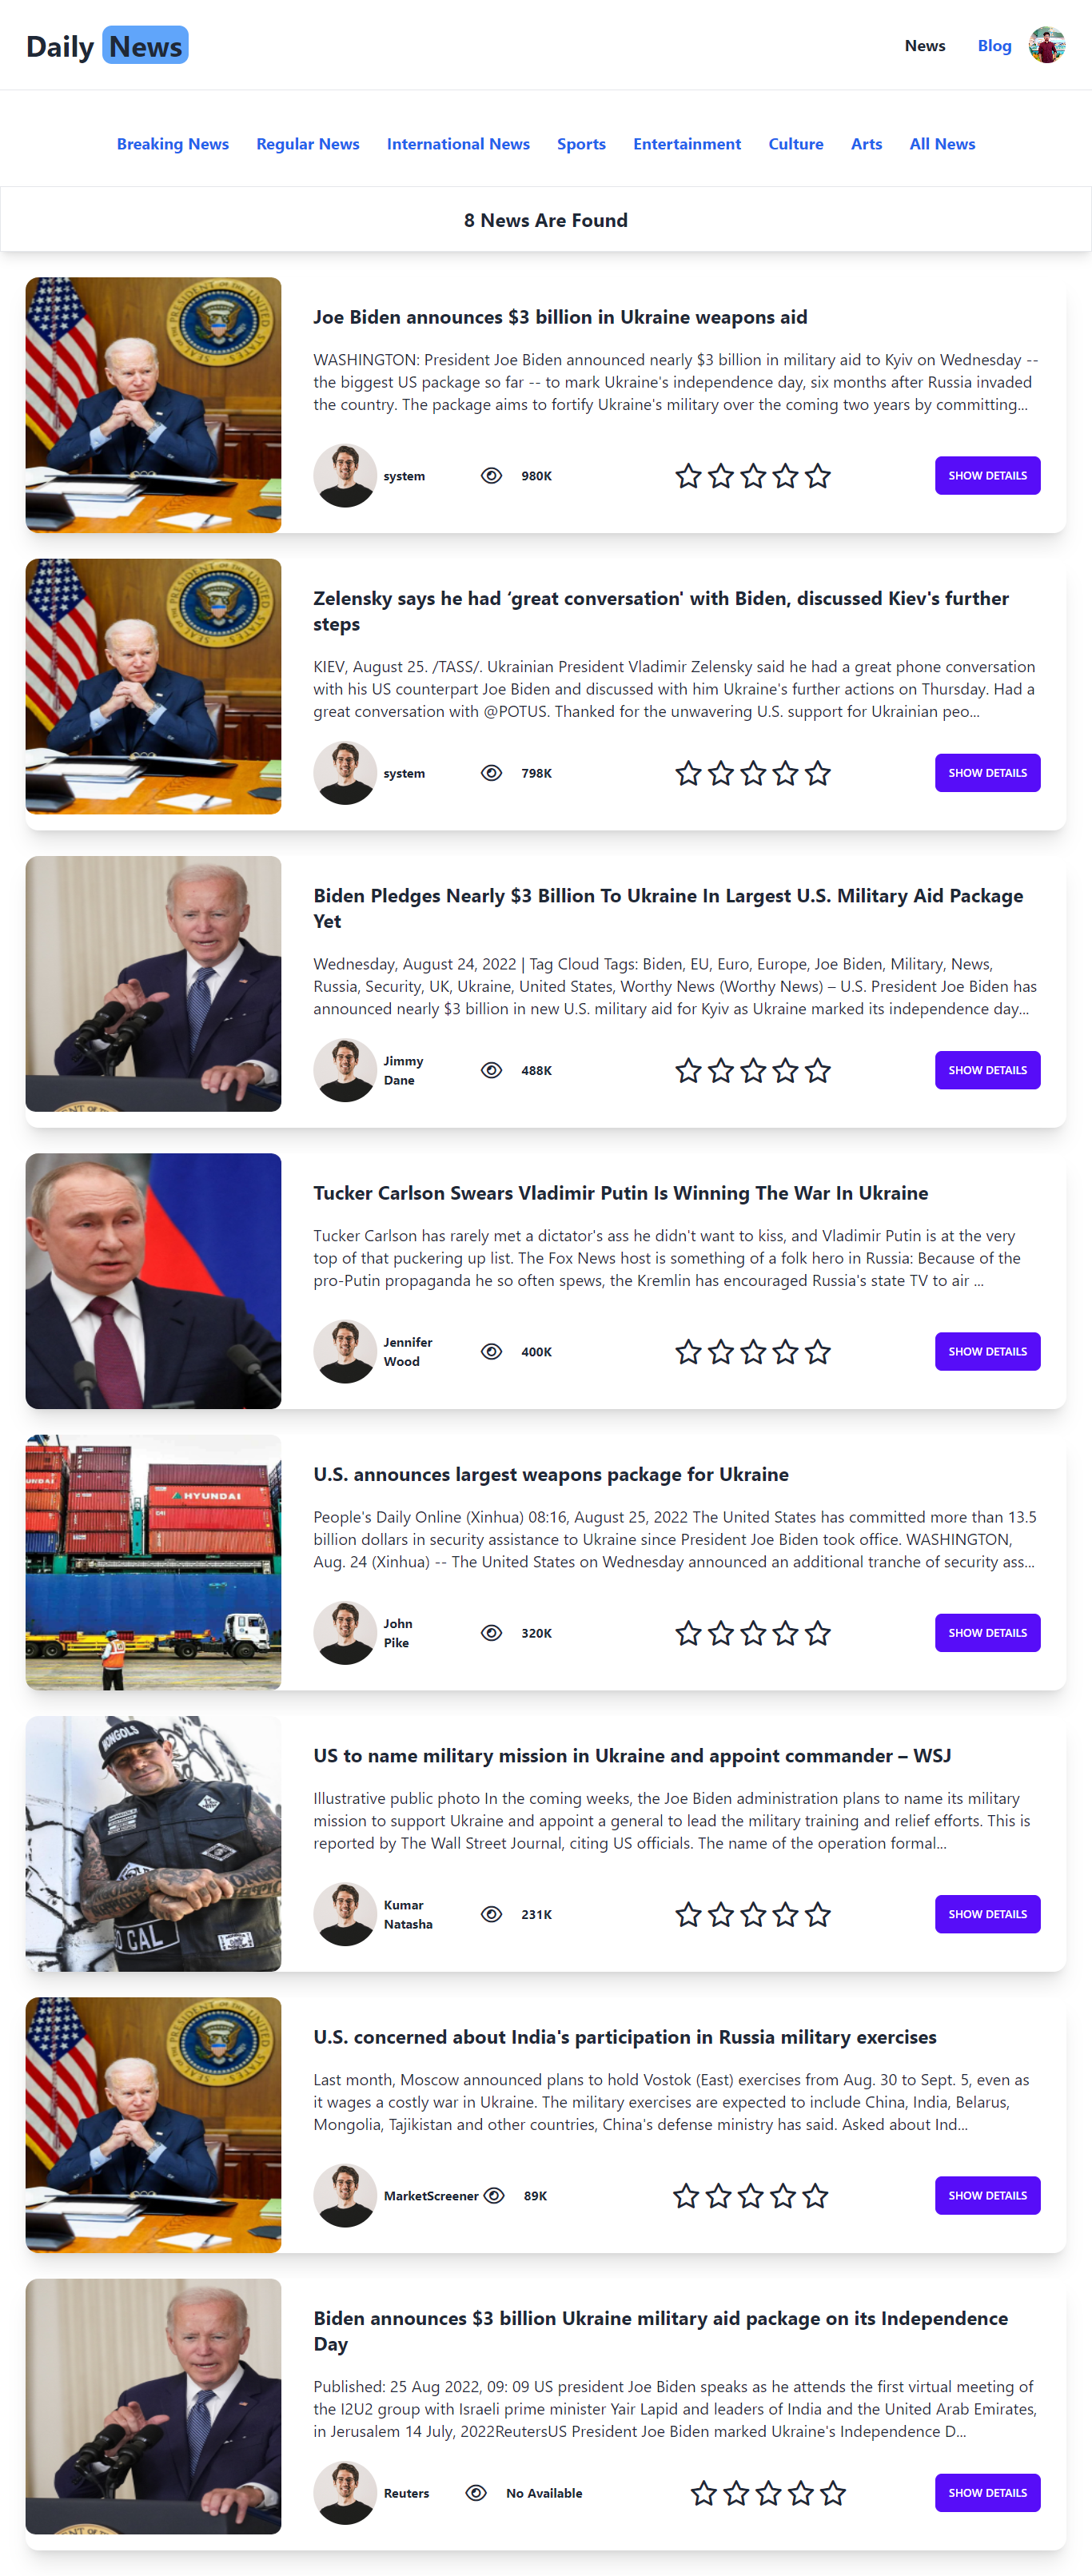 Daily News
News
Blog
Breaking News
Regular News
International News
Sports
Entertainment
Culture
Arts
All News
8 News Are Found
Joe Biden announces $3 billion in Ukraine weapons aid
WASHINGTON: President Joe Biden announced nearly $3 billion in military aid to Kyiv on Wednesday --
the biggest US package so far -- to mark Ukraine's independence day, six months after Russia invaded
the country. The package aims to fortify Ukraine's military over the coming two years by committing...
system
980K
SHOW DETAILS
Zelensky says he had ‘great conversation' with Biden, discussed Kiev's further
steps
KIEV, August 25. /TASS/. Ukrainian President Vladimir Zelensky said he had a great phone conversation
with his US counterpart Joe Biden and discussed with him Ukraine's further actions on Thursday. Had a
great conversation with @POTUS. Thanked for the unwavering U.S. support for Ukrainian peo...
system
798K
SHOW DETAILS
Biden Pledges Nearly $3 Billion To Ukraine In Largest U.S. Military Aid Package
Yet
Wednesday, August 24, 2022 | Tag Cloud Tags: Biden, EU, Euro, Europe, Joe Biden, Military, News,
Russia, Security, UK, Ukraine, United States, Worthy News (Worthy News) – U.S. President Joe Biden has
announced nearly $3 billion in new U.S. military aid for Kyiv as Ukraine marked its independence day...
Jimmy
Dane
488K
SHOW DETAILS
Tucker Carlson Swears Vladimir Putin Is Winning The War In Ukraine
Tucker Carlson has rarely met a dictator's ass he didn't want to kiss, and Vladimir Putin is at the very
top of that puckering up list. The Fox News host is something of a folk hero in Russia: Because of the
pro-Putin propaganda he so often spews, the Kremlin has encouraged Russia's state TV to air ...
Jennifer
Wood
400K
SHOW DETAILS
HYUNDAI
U.S. announces largest weapons package for Ukraine
People's Daily Online (Xinhua) 08:16, August 25, 2022 The United States has committed more than 13.5
billion dollars in security assistance to Ukraine since President Joe Biden took office. WASHINGTON,
Aug. 24 (Xinhua) -- The United States on Wednesday announced an additional tranche of security ass...
John
Pike
320K
SHOW DETAILS
MONGOLS
CAL
US to name military mission in Ukraine and appoint commander – WSJ
Illustrative public photo In the coming weeks, the Joe Biden administration plans to name its military
mission to support Ukraine and appoint a general to lead the military training and relief efforts. This is
reported by The Wall Street Journal, citing US officials. The name of the operation formal...
Kumar
Natasha
231K
SHOW DETAILS
U.S. concerned about India's participation in Russia military exercises
Last month, Moscow announced plans to hold Vostok (East) exercises from Aug. 30 to Sept. 5, even as
it wages a costly war in Ukraine. The military exercises are expected to include China, India, Belarus,
Mongolia, Tajikistan and other countries, China's defense ministry has said. Asked about Ind...
MarketScreener
89K
SHOW DETAILS
Biden announces $3 billion Ukraine military aid package on its Independence
Day
Published: 25 Aug 2022, 09: 09 US president Joe Biden speaks as he attends the first virtual meeting of
the I2U2 group with Israeli prime minister Yair Lapid and leaders of India and the United Arab Emirates,
in Jerusalem 14 July, 2022ReutersUS President Joe Biden marked Ukraine's Independence D...
Reuters
No Available
SHOW DETAILS